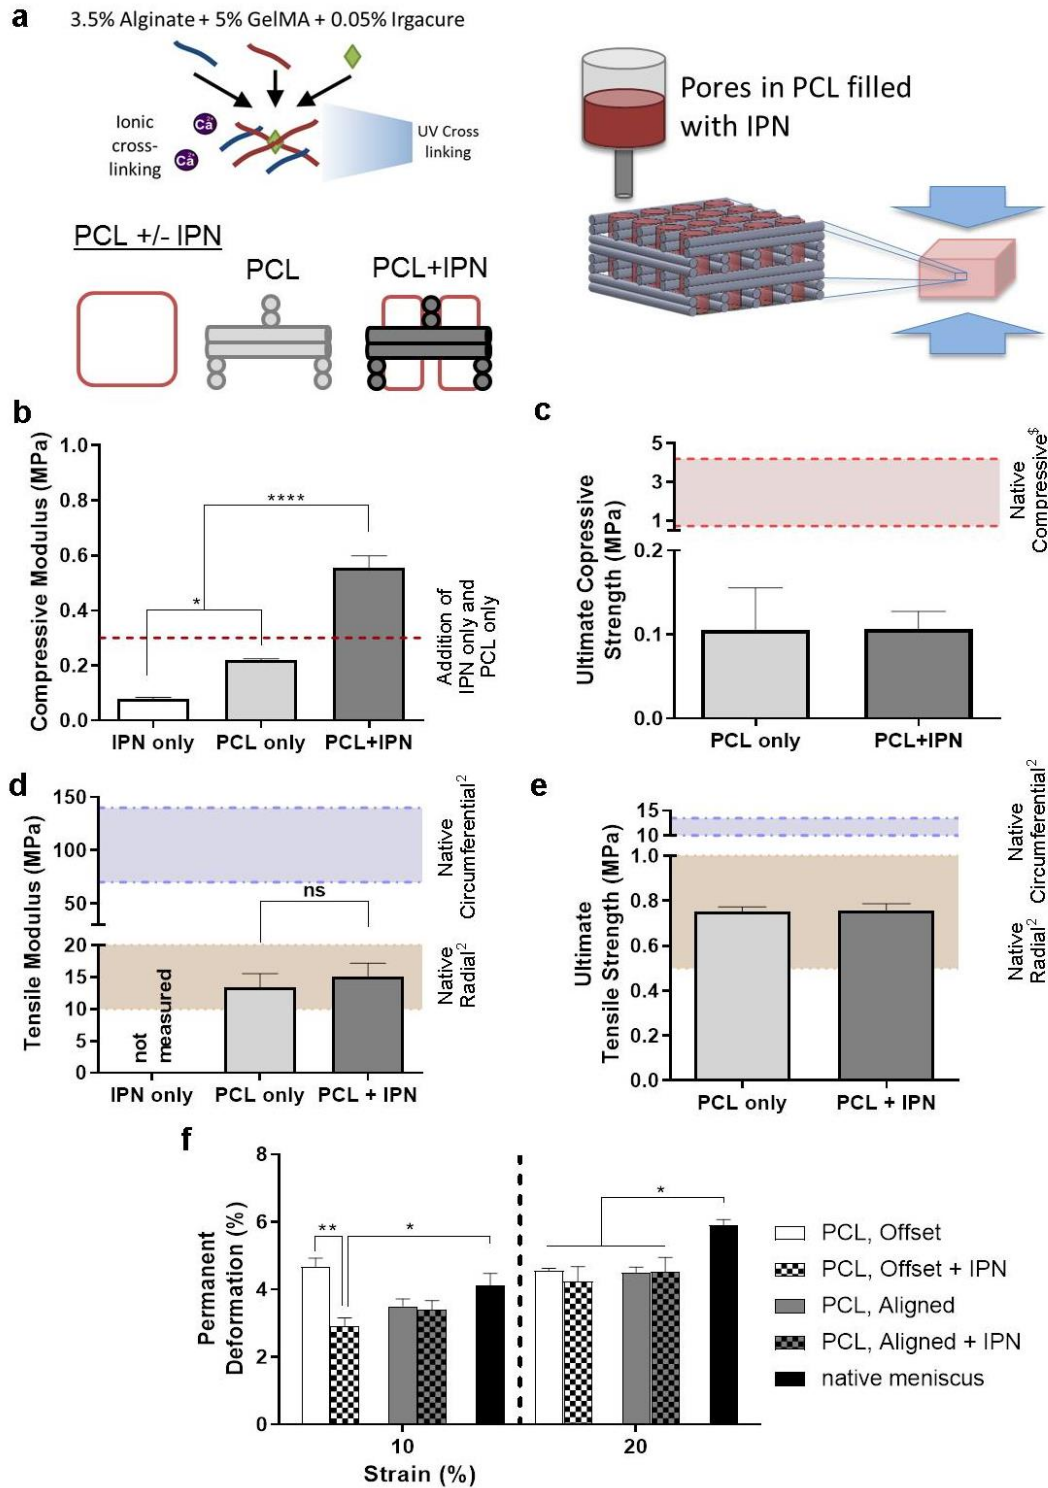 a
3.5% Alginate + 5% GelMA + 0.05% Irgacure
Ionic
cross-
linking
Ca2+
Ca2+
UV Cross
linking
Pores in PCL filled
with IPN
PCL +/- IPN
PCL
PCL+IPN
b
Compressive Modulus (MPa)
1.0
0.8
0.6
0.4
0.2
0.0
*
****
IPN only
PCL only
PCL+IPN
Addition of
IPN only and
PCL only
c
Ultimate Copressive
Strength (MPa)
5
3
1
0.2
0.1
0.0
PCL only
PCL+IPN
Native
Compressive$
d
Tensile Modulus (MPa)
150
100
50
20
15
10
5
0
ns
not
measured
IPN only
PCL only
PCL + IPN
Native
Circumferential2
Native
Radial2
e
Ultimate
Tensile Strength (MPa)
15
10
1.0
0.8
0.6
0.4
0.2
0.0
PCL only
PCL + IPN
Native
Circumferential2
Native
Radial2
f
Permanent
Deformation (%)
8
6
4
2
0
**
*
*
10
20
Strain (%)
PCL, Offset
PCL, Offset + IPN
PCL, Aligned
PCL, Aligned + IPN
native meniscus